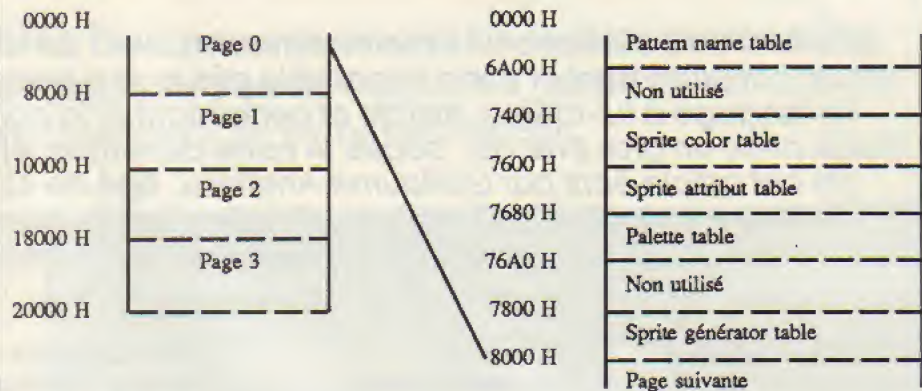 0000 H
Page 0
8000 H
Page 1
10000 H
Page 2
18000 H
Page 3
20000 H
0000 H
Pattern name table
6A00 H
Non utilisé
7400 H
Sprite color table
7600 H
Sprite attribut table
7680 H
Palette table
76A0 H
Non utilisé
7800 H
Sprite générator table
8000 H
Page suivante